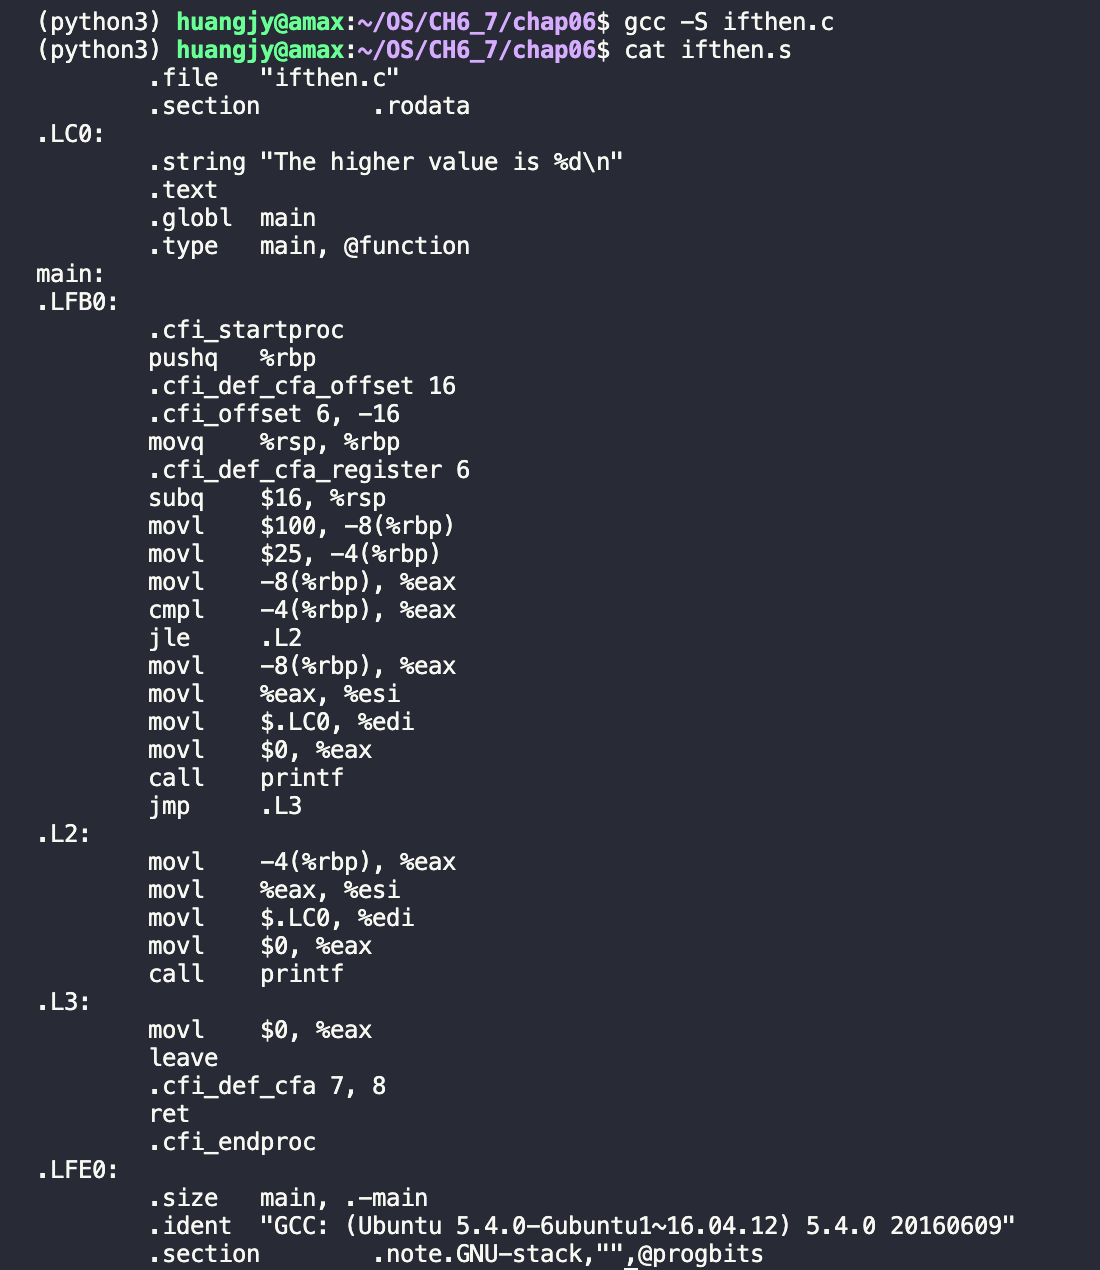 (python3) huangjy@amax:~/OS/CH6_7/chap06$ gcc -S ifthen.c
(python3) huangjy@amax:~/OS/CH6_7/chap06$ cat ifthen.s
.file "ifthen.c"
.section .rodata
.LC0:
.string "The higher value is %d\n"
.text
.globl main
.type main, @function
main:
.LFB0:
.cfi_startproc
pushq %rbp
.cfi_def_cfa_offset 16
.cfi_offset 6, -16
movq %rsp, %rbp
.cfi_def_cfa_register 6
subq $16, %rsp
movl $100, -8(%rbp)
movl $25, -4(%rbp)
movl -8(%rbp), %eax
cmpl -4(%rbp), %eax
jle .L2
movl -8(%rbp), %eax
movl %eax, %esi
movl $.LC0, %edi
movl $0, %eax
call printf
jmp .L3
.L2:
movl -4(%rbp), %eax
movl %eax, %esi
movl $.LC0, %edi
movl $0, %eax
call printf
.L3:
movl $0, %eax
leave
.cfi_def_cfa 7, 8
ret
.cfi_endproc
.LFE0:
.size main, .-main
.ident "GCC: (Ubuntu 5.4.0-6ubuntu1~16.04.12) 5.4.0 20160609"
.section .note.GNU-stack,"",@progbits